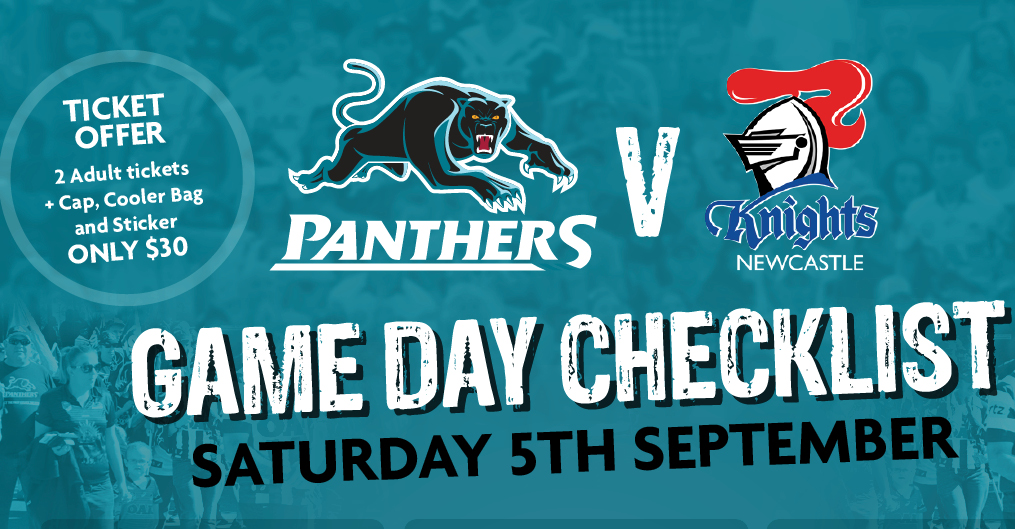 TICKET
OFFER
2 Adult tickets
+ Cap, Cooler Bag
and Sticker
ONLY $30
PANTHERS
V
Knights
NEWCASTLE
GAME DAY CHECKLIST
SATURDAY 5TH SEPTEMBER